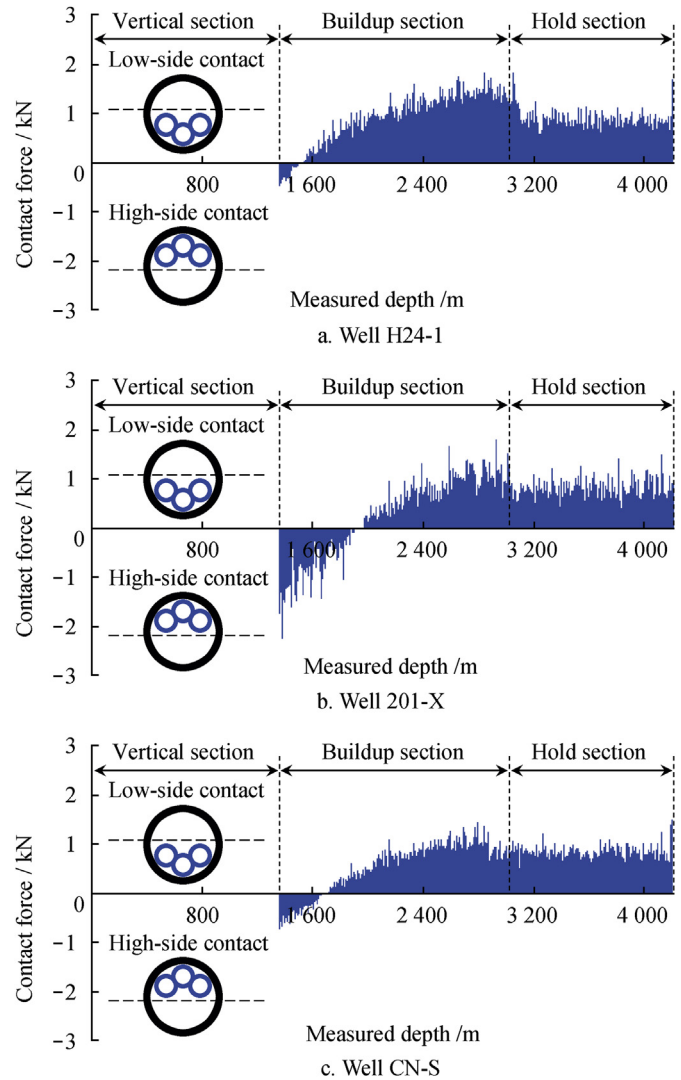 3
Vertical section
Buildup section
Hold section
2
Low-side contact
1
0
800
1 600
2 400
3 200
4 000
−1
High-side contact
−2
−3
Contact force / kN
Measured depth /m
a. Well H24-1
3
Vertical section
Buildup section
Hold section
2
Low-side contact
1
0
800
1 600
2 400
3 200
4 000
−1
High-side contact
−2
−3
Contact force / kN
Measured depth /m
b. Well 201-X
3
Vertical section
Buildup section
Hold section
2
Low-side contact
1
0
800
1 600
2 400
3 200
4 000
−1
High-side contact
−2
−3
Contact force / kN
Measured depth /m
c. Well CN-S